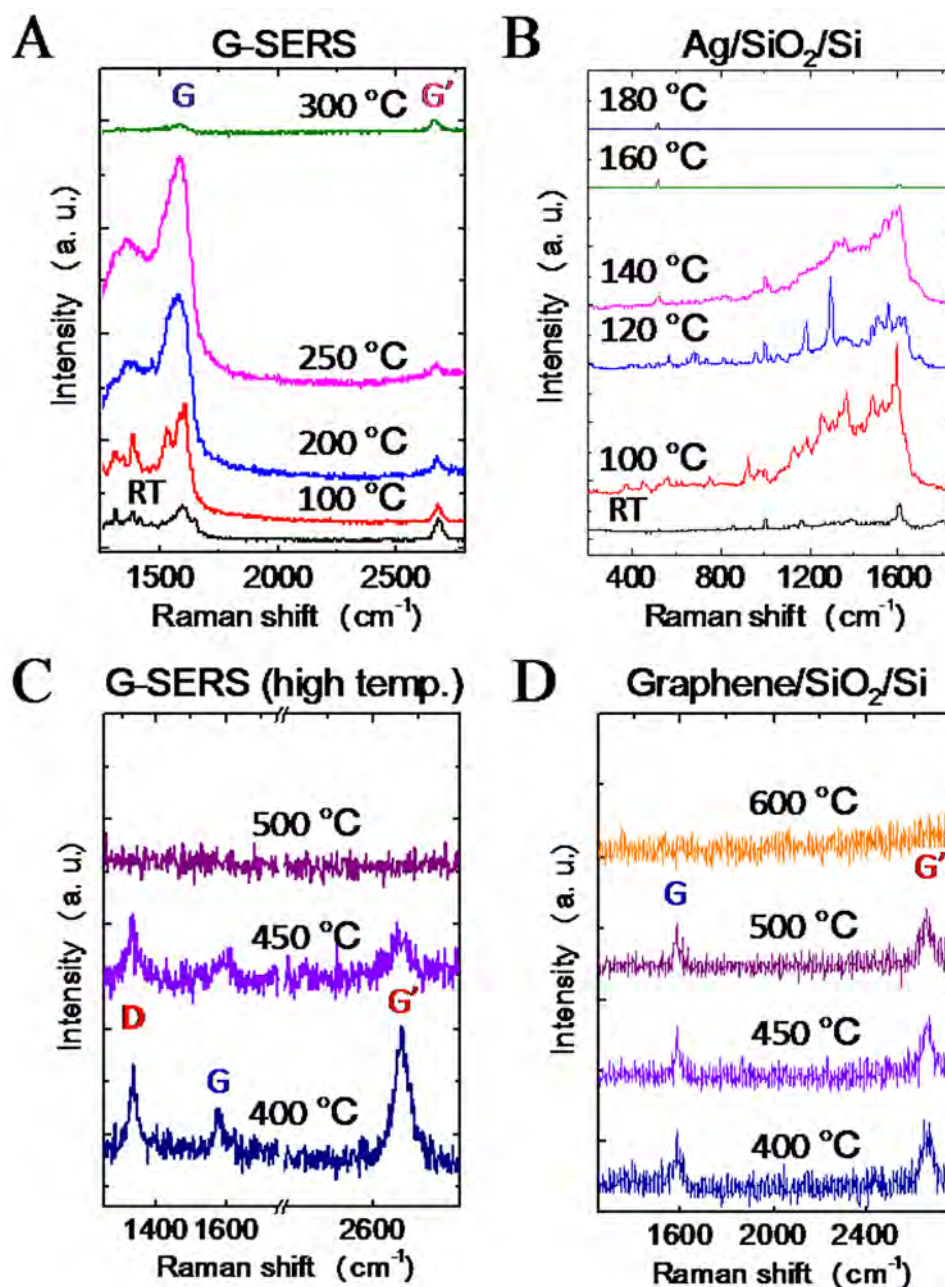 A
G-SERS
G
300 °C
G'
250 °C
200 °C
100 °C
RT
Intensity (a. u.)
1500 2000 2500
Raman shift (cm⁻¹)
B
Ag/SiO₂/Si
180 °C
160 °C
140 °C
120 °C
100 °C
RT
Intensity (a. u.)
400 800 1200 1600
Raman shift (cm⁻¹)
C
G-SERS (high temp.)
500 °C
450 °C
D
G'
G
400 °C
Intensity (a. u.)
1400 1600 2600
Raman shift (cm⁻¹)
D
Graphene/SiO₂/Si
600 °C
G'
G
500 °C
450 °C
400 °C
Intensity (a. u.)
1600 2000 2400
Raman shift (cm⁻¹)